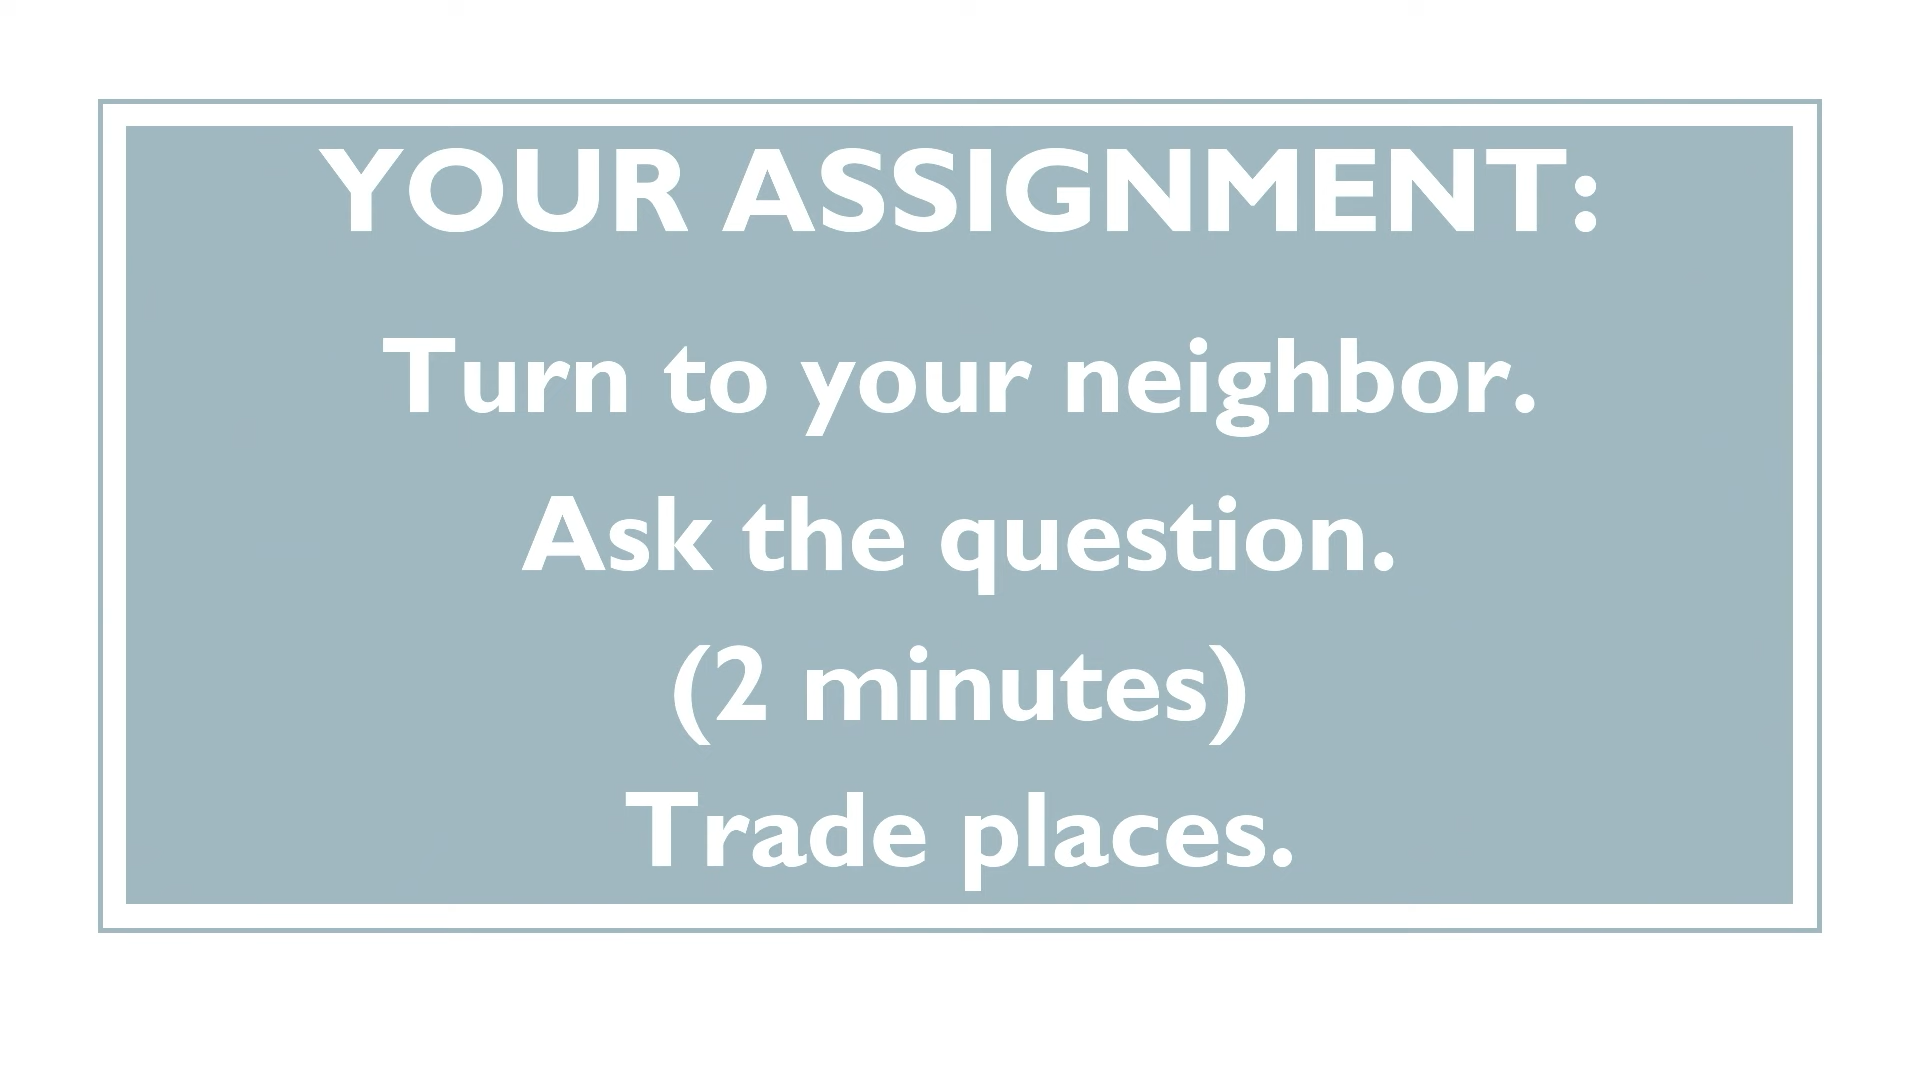 YOUR ASSIGNMENT:
Turn to your neighbor.
Ask the question.
(2 minutes)
Trade places.